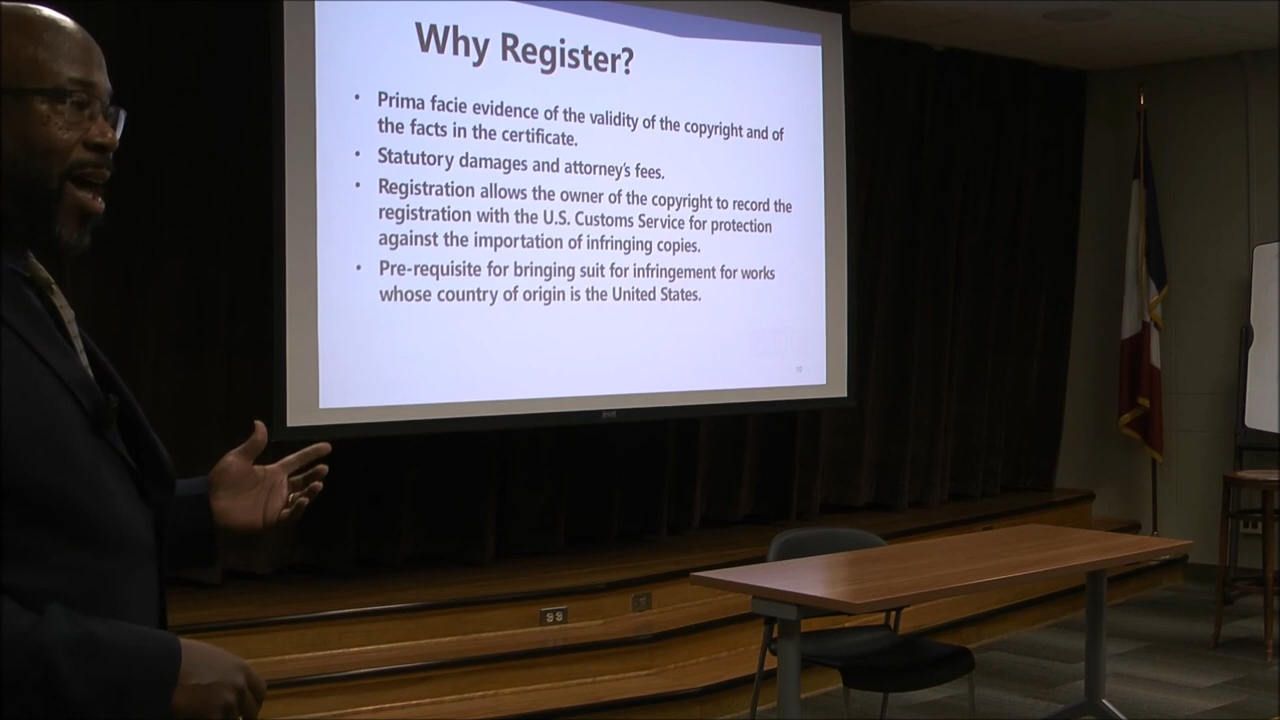 Why Register?
• Prima facie evidence of the validity of the copyright and of
the facts in the certificate.
• Statutory damages and attorney's fees.
• Registration allows the owner of the copyright to record the
registration with the U.S. Customs Service for protection
against the importation of infringing copies.
• Pre-requisite for bringing suit for infringement for works
whose country of origin is the United States.